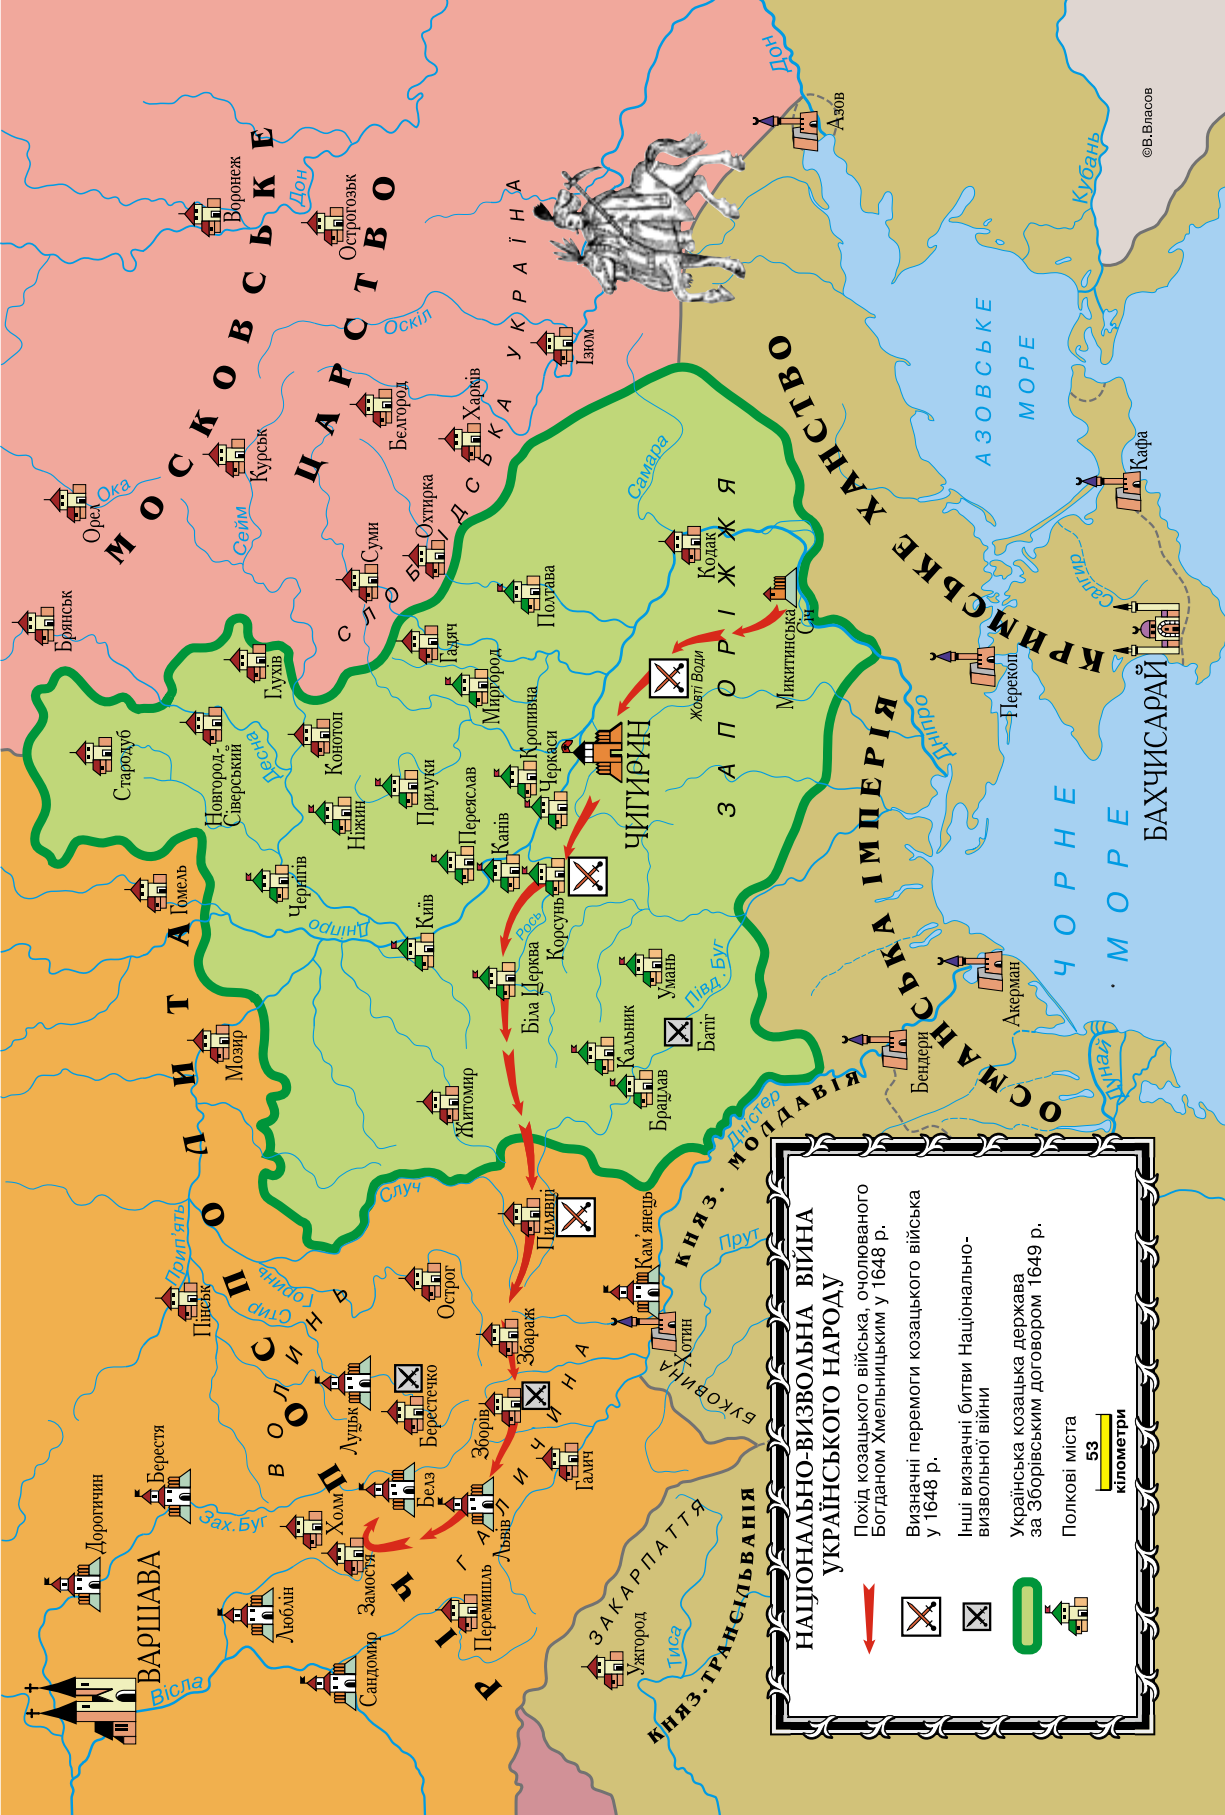 НАЦІОНАЛЬНО-ВИЗВОЛЬНА ВІЙНА
УКРАЇНСЬКОГО НАРОДУ
Похід козацького війська, очолюваного
Богданом Хмельницьким у 1648 р.
Визначні перемоги козацького війська
у 1648 р.
Інші визначні битви Національно-
визвольної війни
Українська козацька держава
за Зборівським договором 1649 р.
Полкові міста
53
кілометри
РІЧ ПОСПОДИТА
МОСКОВСЬКЕ
ЦАРСТВО
КРИМСЬКЕ ХАНСТВО
ОСМАНСЬКА ІМПЕРІЯ
КНЯЗ. МОЛДАВІЯ
КНЯЗ.ТРАНСІЛЬВАНІЯ
ЗАКАРПАТТЯ
БУКОВИНА
ГАЛИЧИНА
ВОЛИНЬ
СЛОБІДСЬКА УКРАЇНА
ЗАПОРІЖЖЯ
ЧОРНЕ
МОРЕ
АЗОВСЬКЕ
МОРЕ
ВАРШАВА
Дорогичин
Берестя
Люблін
Сандомир
Холм
Замостя
Белз
Перемишль
Львів
Луцьк
Берестечко
Зборів
Галич
Збараж
Острог
Пінськ
Пилявці
Кам'янець
Хотин
Ужгород
Мозир
Гомель
Житомир
Київ
Біла Церква
Кальник
Брацлав
Батіг
Умань
Корсунь
Канів
Переяслав
Черкаси
Кропивна
ЧИГИРИН
Чернігів
Ніжин
Прилуки
Конотоп
Стародуб
Новгород-
Сіверський
Глухів
Миргород
Гадяч
Полтава
Жовті Води
Микитинська
Січ
Кодак
Брянськ
Орел
Курськ
Суми
Охтирка
Харків
Бєлгород
Ізюм
Воронеж
Острогозьк
Азов
Кафа
Перекоп
БАХЧИСАРАЙ
Акерман
Бендери
Вісла
Зах.Буг
Прип'ять
Стир
Горинь
Случ
Дністер
Прут
Тиса
Дунай
Півд.Буг
Рось
Дніпро
Дніпро
Десна
Сейм
Ока
Оскіл
Дон
Дон
Самара
Салгир
Кубань
©В.Власов